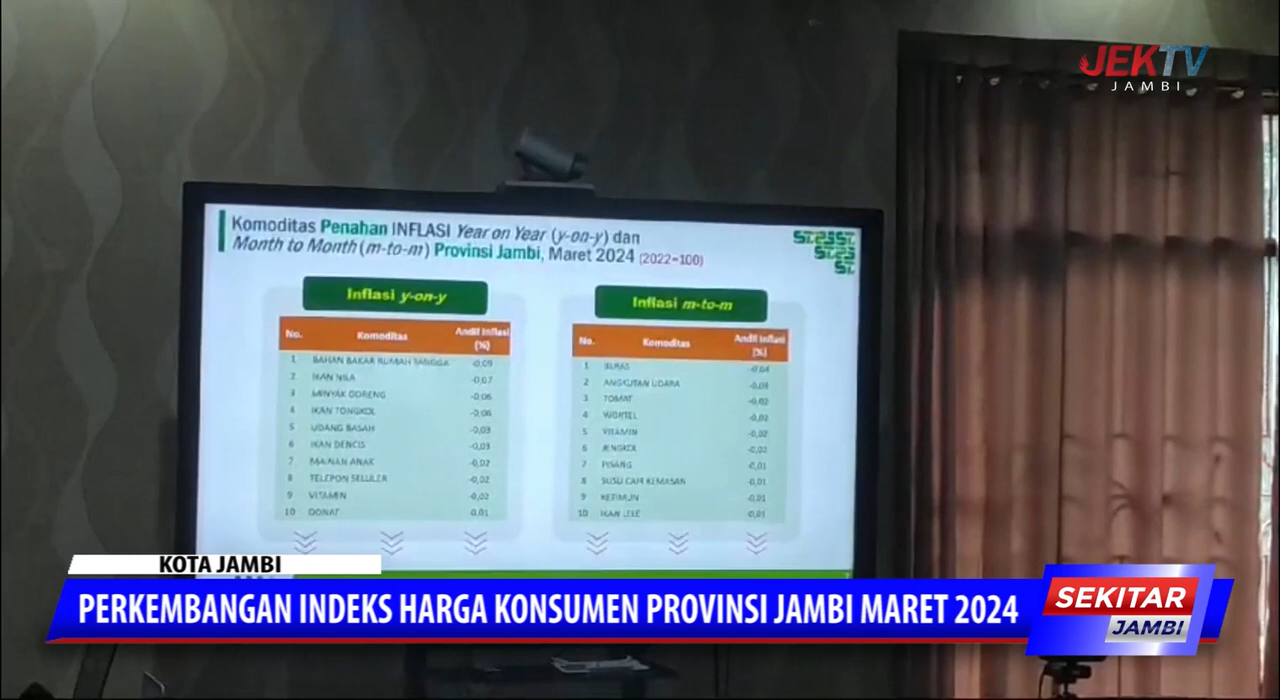 JEKTV
JAMBI
Komoditas Penahan INFLASI Year on Year (y-on-y) dan
Month to Month (m-to-m) Provinsi Jambi, Maret 2024 (2022=100)
Inflasi y-on-y
No. Komoditas Andil Inflasi (%)
1 BAHAN BAKAR RUMAH TANGGA -0,09
2 IKAN NILA -0,07
3 MINYAK GORENG -0,06
4 IKAN TONGKOL -0,06
5 UDANG BASAH -0,03
6 IKAN DENCIS -0,03
7 MAINAN ANAK -0,02
8 TELEPON SELULER -0,02
9 VITAMIN -0,02
10 DONAT
Inflasi m-to-m
No. Komoditas Andil Inflasi (%)
1 -0,04
2 ANGKUTAN UDARA -0,03
3 TOMAT -0,02
4 WORTEL -0,02
5 VITAMIN -0,02
6 JENGKOL -0,02
7 PISANG -0,01
8 SUSU CAIR KEMASAN -0,01
9 KETIMUN -0,01
10 IKAN LELE -0,01
KOTA JAMBI
PERKEMBANGAN INDEKS HARGA KONSUMEN PROVINSI JAMBI MARET 2024
SEKITAR
JAMBI